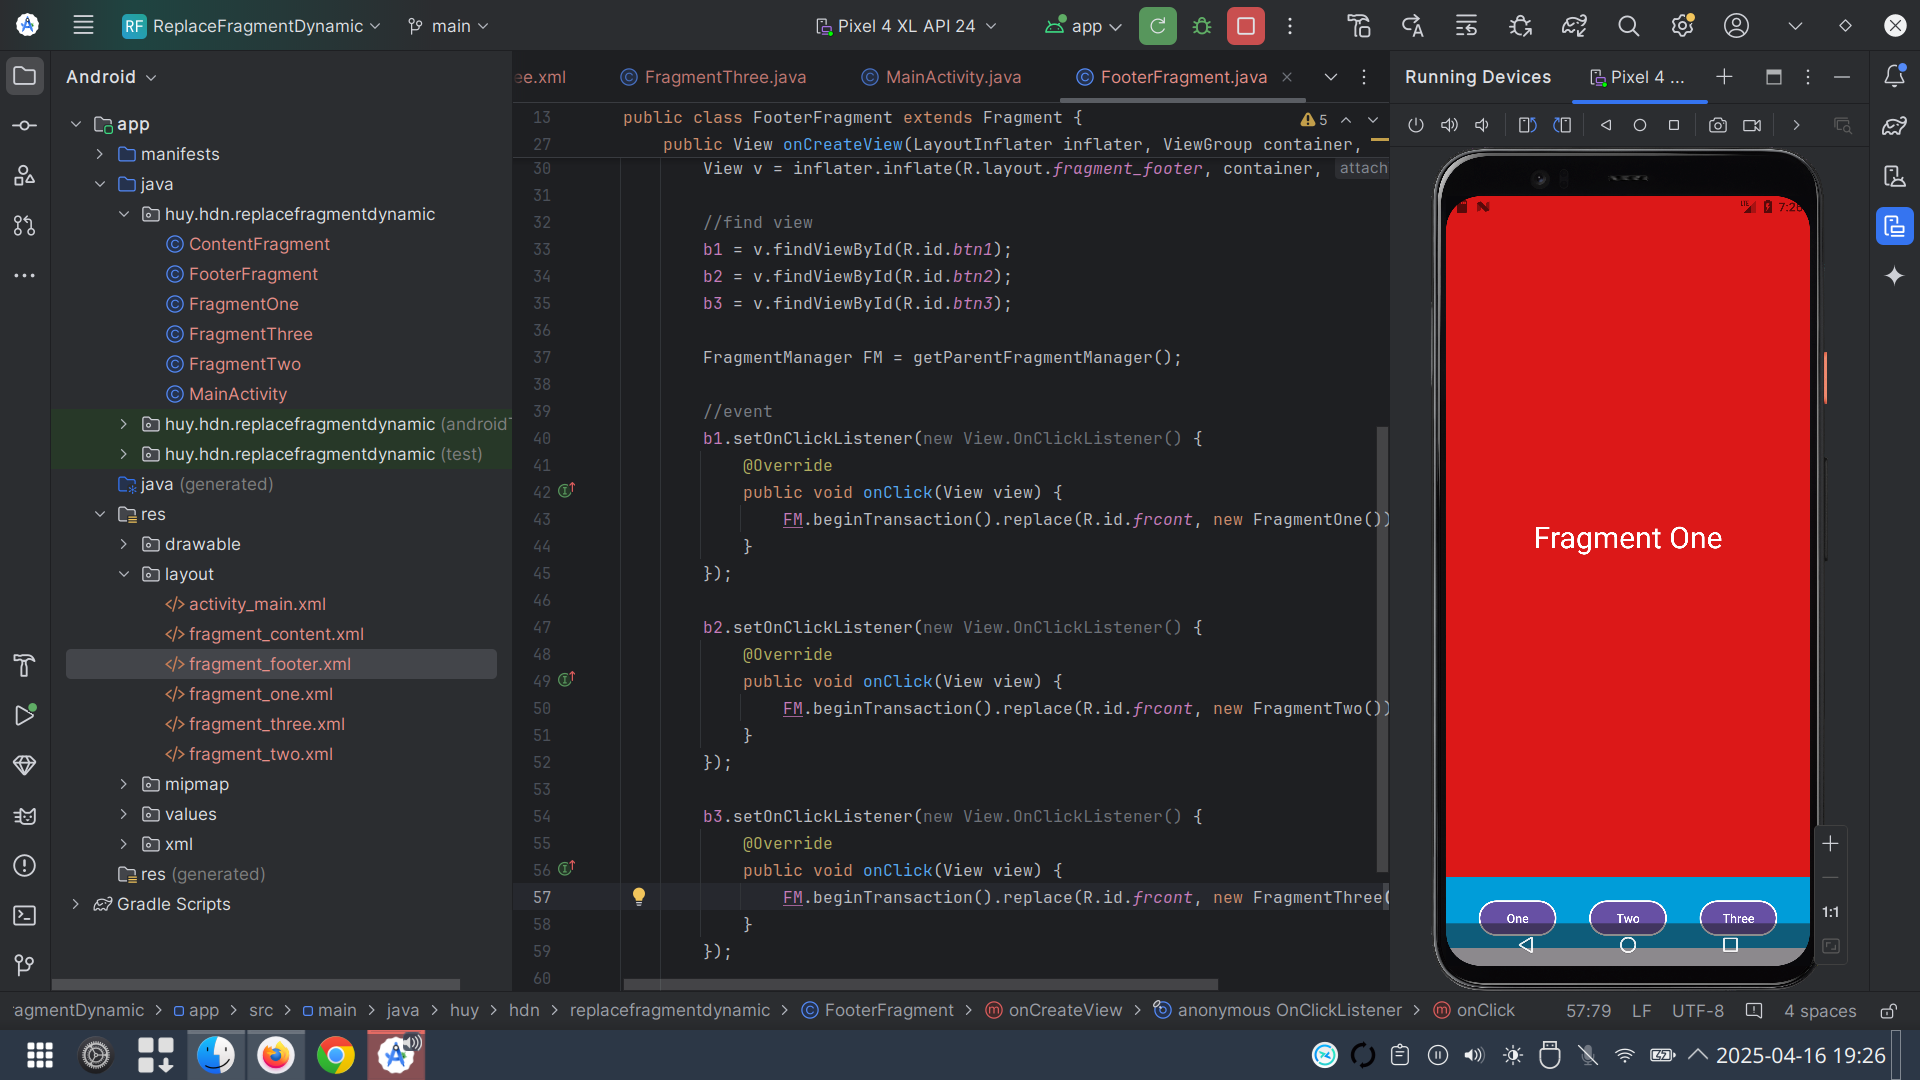 RF ReplaceFragmentDynamic
main
Pixel 4 XL API 24
app
Android
app
manifests
java
huy.hdn.replacefragmentdynamic
ContentFragment
FooterFragment
FragmentOne
FragmentThree
FragmentTwo
MainActivity
huy.hdn.replacefragmentdynamic (androidT
huy.hdn.replacefragmentdynamic (test)
java (generated)
res
drawable
layout
activity_main.xml
fragment_content.xml
fragment_footer.xml
fragment_one.xml
fragment_three.xml
fragment_two.xml
mipmap
values
xml
res (generated)
Gradle Scripts
ee.xml
FragmentThree.java
MainActivity.java
FooterFragment.java
5
13 public class FooterFragment extends Fragment {
27 public View onCreateView(LayoutInflater inflater, ViewGroup container,
30 View v = inflater.inflate(R.layout.fragment_footer, container, attach
31
32 //find view
33 b1 = v.findViewById(R.id.btn1);
34 b2 = v.findViewById(R.id.btn2);
35 b3 = v.findViewById(R.id.btn3);
36
37 FragmentManager FM = getParentFragmentManager();
38
39 //event
40 b1.setOnClickListener(new View.OnClickListener() {
41 @Override
42 public void onClick(View view) {
43 FM.beginTransaction().replace(R.id.frcont, new FragmentOne())
44 }
45 });
46
47 b2.setOnClickListener(new View.OnClickListener() {
48 @Override
49 public void onClick(View view) {
50 FM.beginTransaction().replace(R.id.frcont, new FragmentTwo())
51 }
52 });
53
54 b3.setOnClickListener(new View.OnClickListener() {
55 @Override
56 public void onClick(View view) {
57 FM.beginTransaction().replace(R.id.frcont, new FragmentThree(
58 }
59 });
60
Running Devices
Pixel 4 ...
LTE 7:26
Fragment One
One
Two
Three
1:1
ragmentDynamic > app > src > main > java > huy > hdn > replacefragmentdynamic > FooterFragment > onCreateView > anonymous OnClickListener > onClick
57:79 LF UTF-8 4 spaces
2025-04-16 19:26